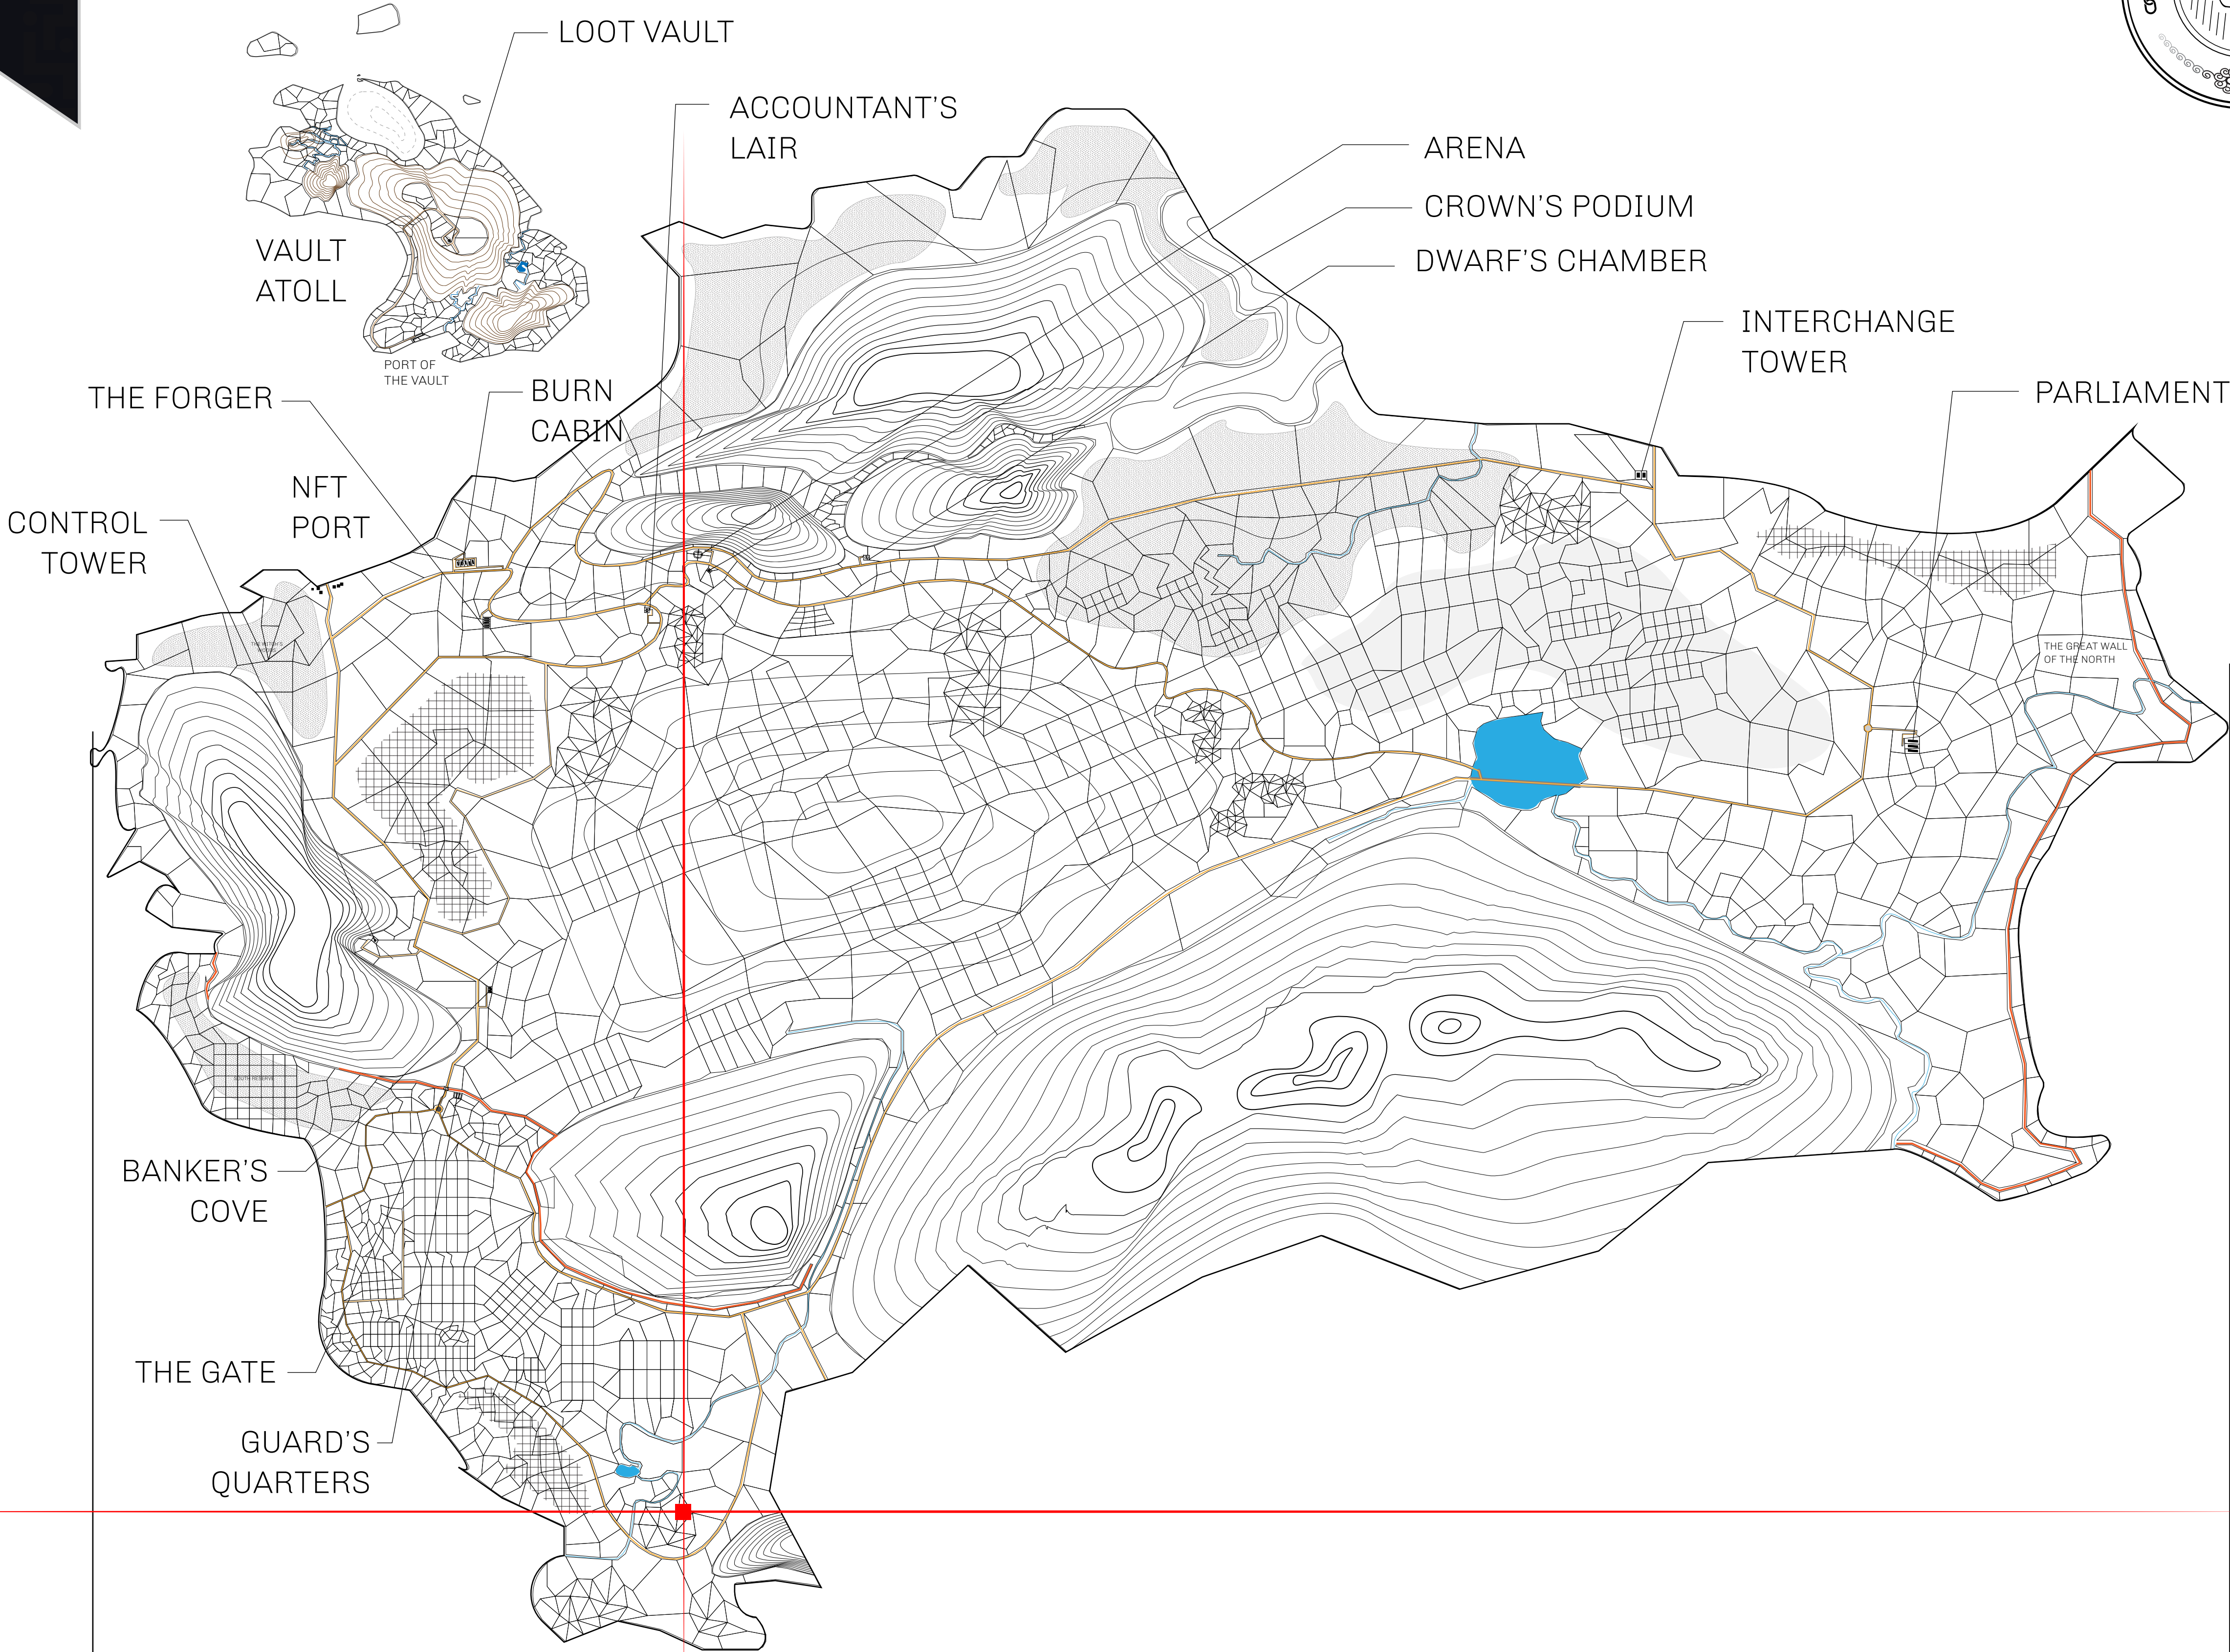 LOOT VAULT
ACCOUNTANT’S
LAIR
ARENA
CROWN’S PODIUM
DWARF’S CHAMBER
VAULT
ATOLL
INTERCHANGE
TOWER
PORT OF
THE VAULT
THE FORGER
BURN
CABIN
PARLIAMENT
NFT
PORT
CONTROL
TOWER
THE GREAT WALL
OF THE NORTH
SOUTH RESERVE
BANKER’S
COVE
THE GATE
GUARD’S
QUARTERS